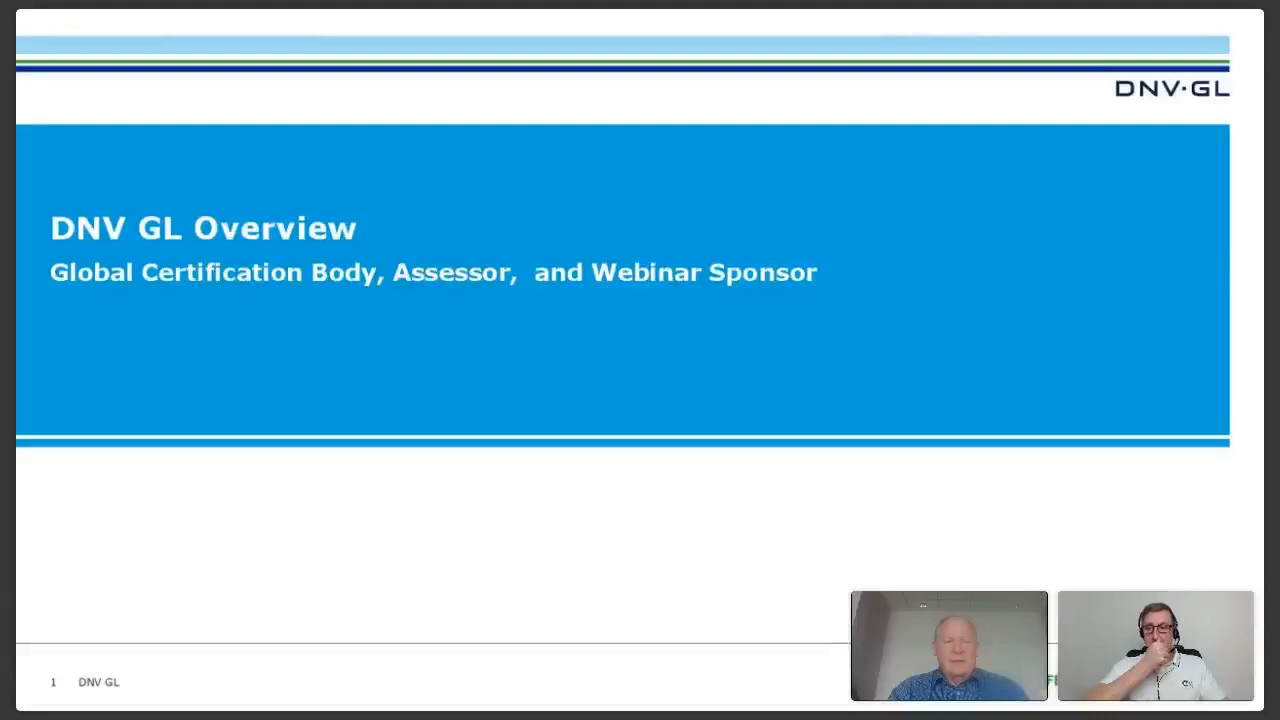 DNV·GL
DNV GL Overview
Global Certification Body, Assessor, and Webinar Sponsor
1 DNV GL